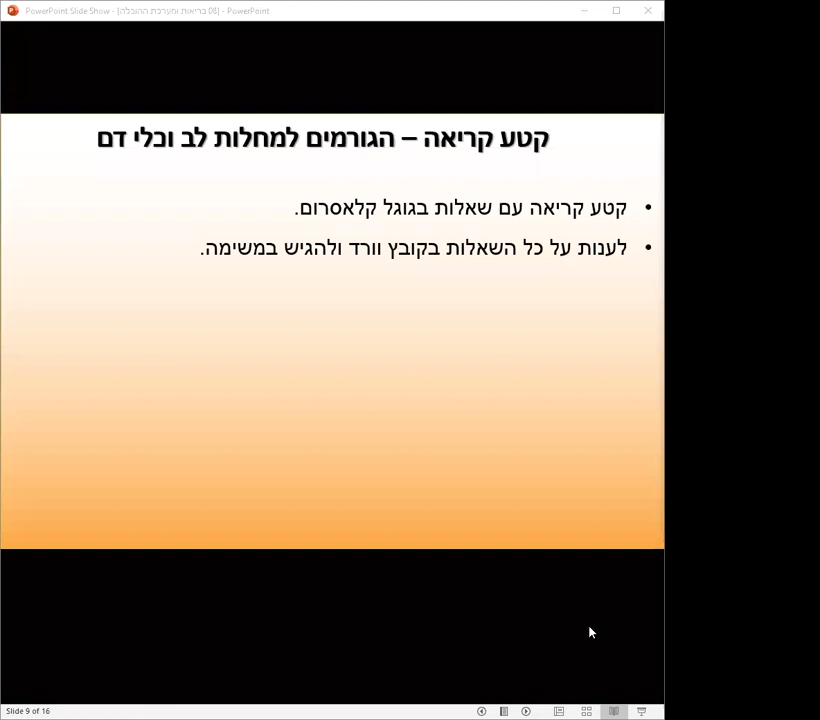 PowerPoint Slide Show - [08 בריאות ומערכת ההובלה] - PowerPoint
קטע קריאה – הגורמים למחלות לב וכלי דם
• קטע קריאה עם שאלות בגוגל קלאסרום.
• לענות על כל השאלות בקובץ וורד ולהגיש במשימה.
Slide 9 of 16